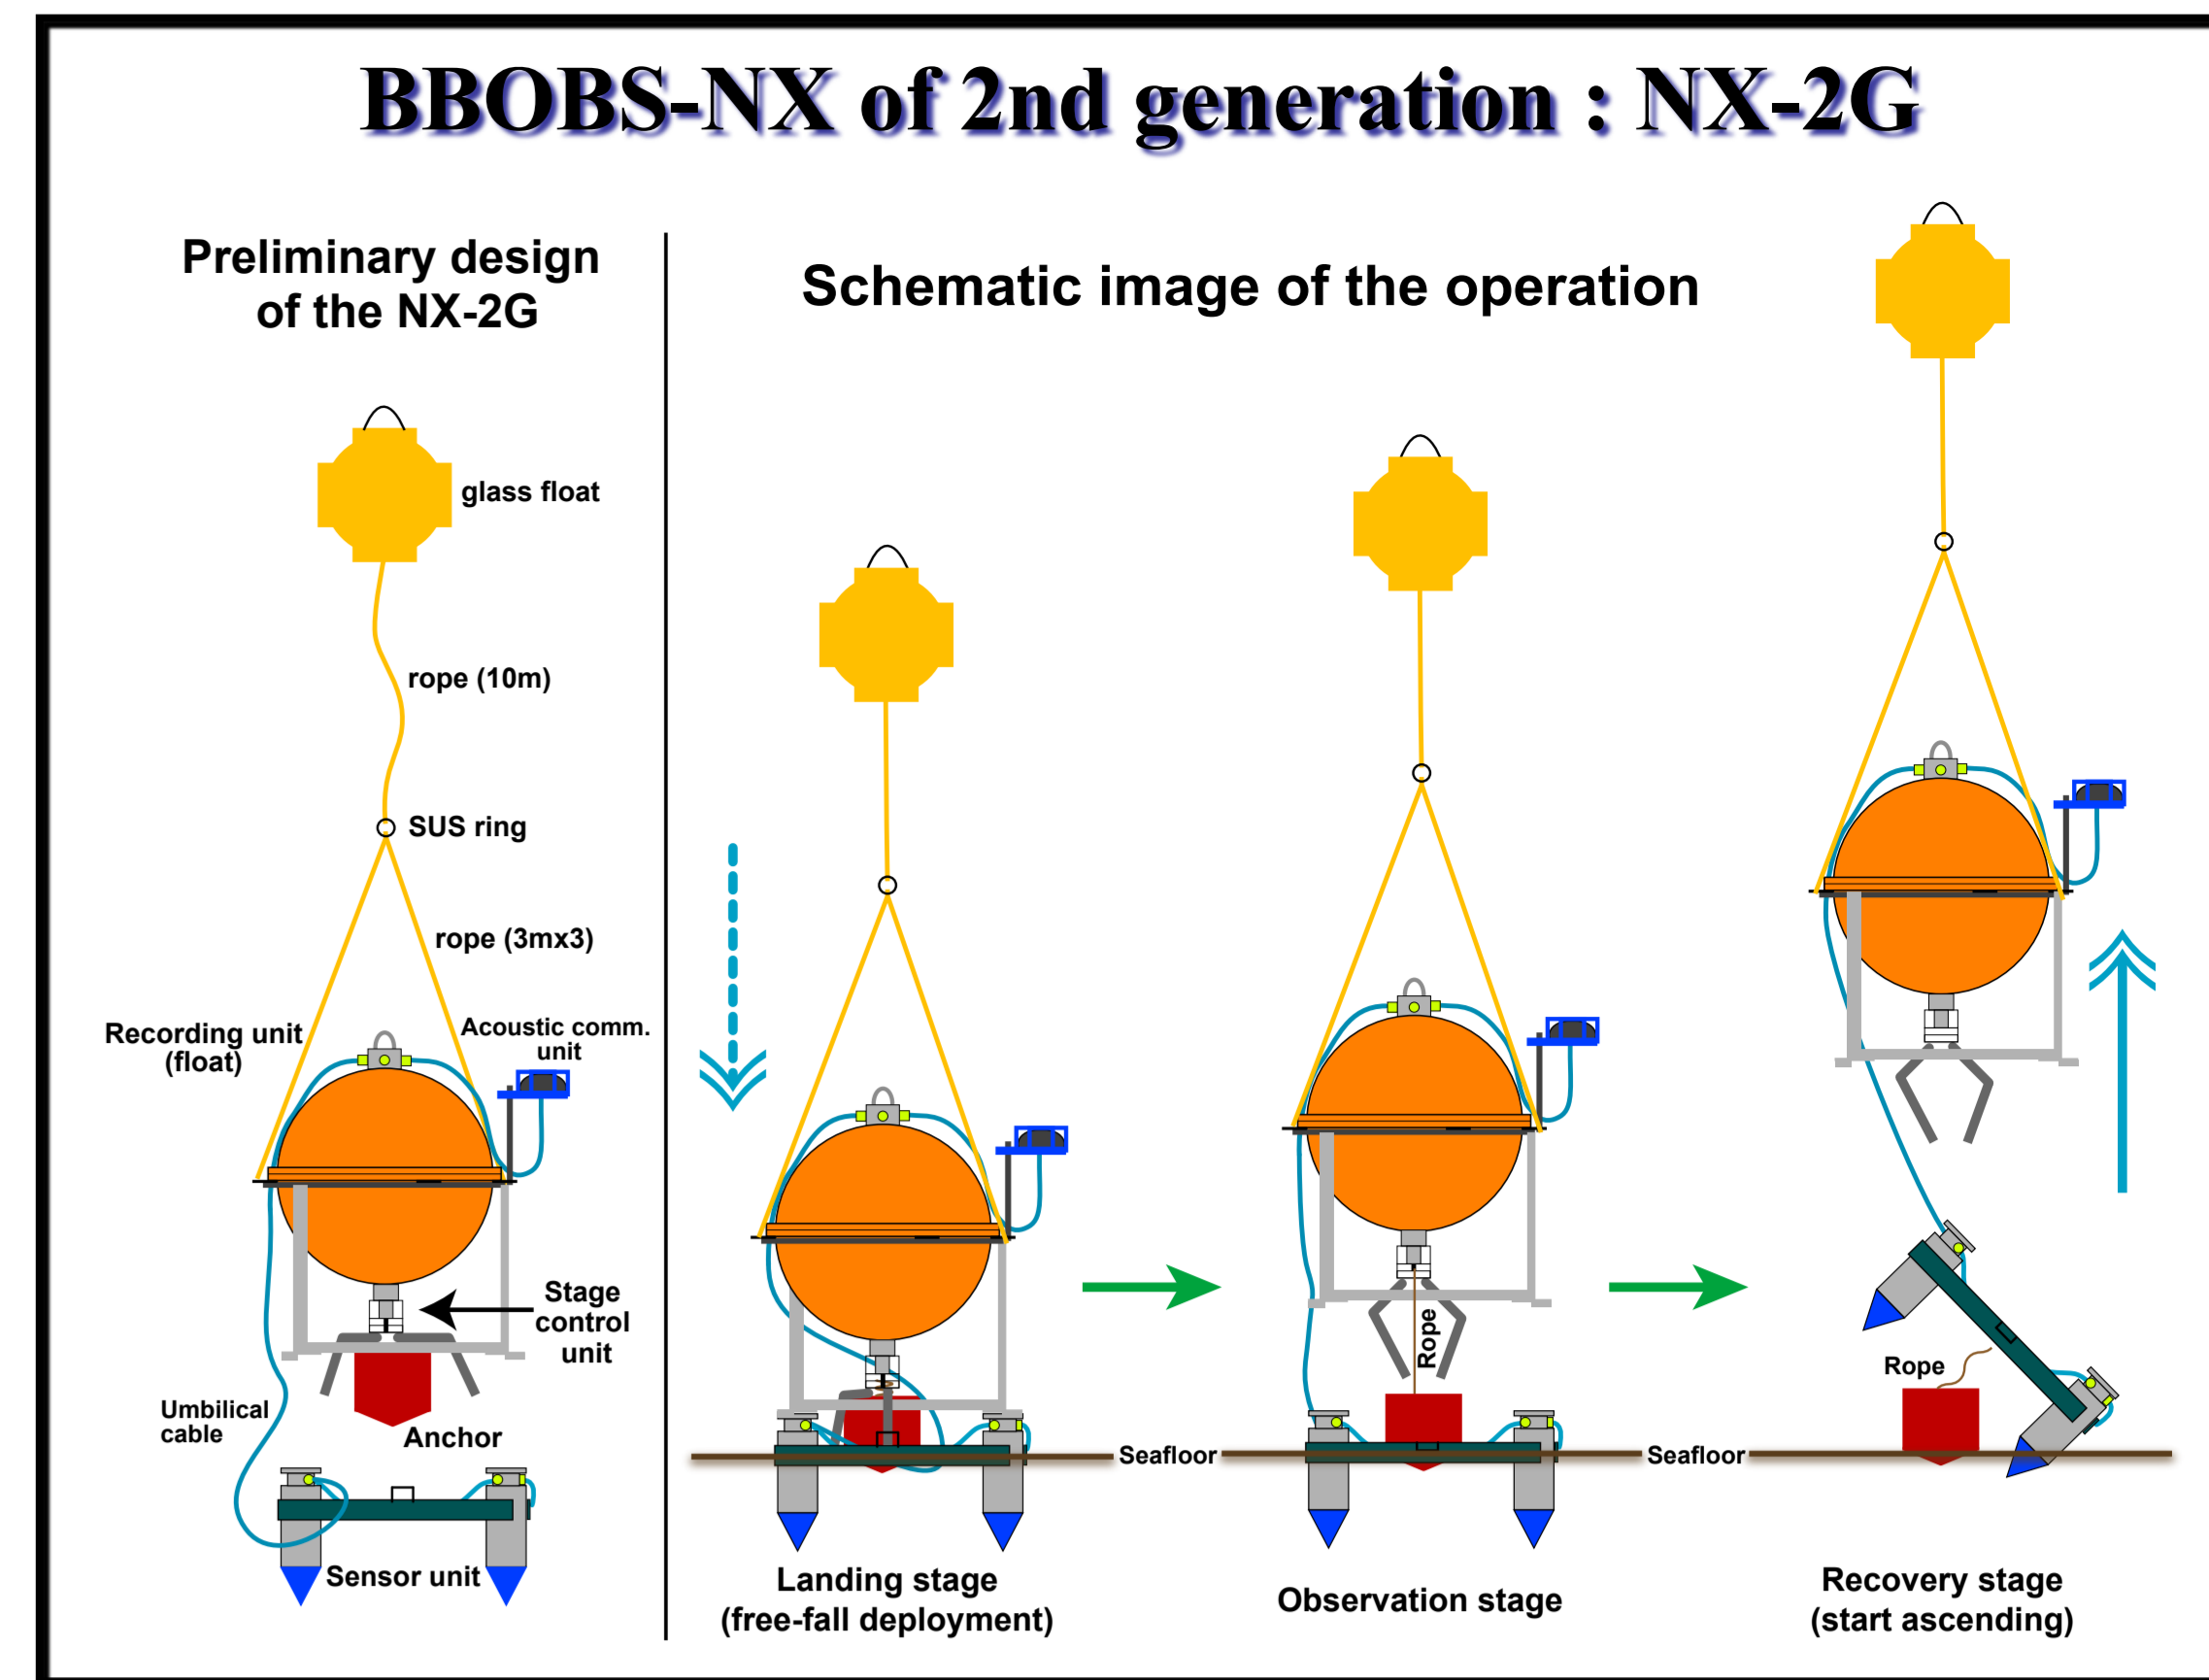 BBOBS-NX of 2nd generation : NX-2G
Preliminary design
of the NX-2G
Schematic image of the operation
glass float
rope (10m)
SUS ring
rope (3mx3)
Recording unit
(float)
Acoustic comm.
unit
Stage
control
unit
Umbilical
cable
Anchor
Sensor unit
Seafloor
Landing stage
(free-fall deployment)
Rope
Seafloor
Observation stage
Rope
Recovery stage
(start ascending)